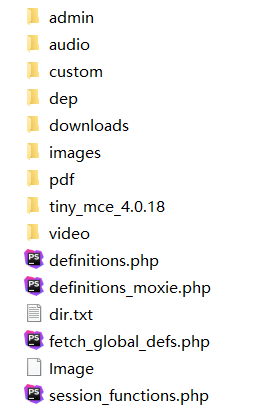 admin
audio
custom
dep
downloads
images
pdf
tiny_mce_4.0.18
video
PS definitions.php
PS definitions_moxie.php
dir.txt
PS fetch_global_defs.php
Image
PS session_functions.php